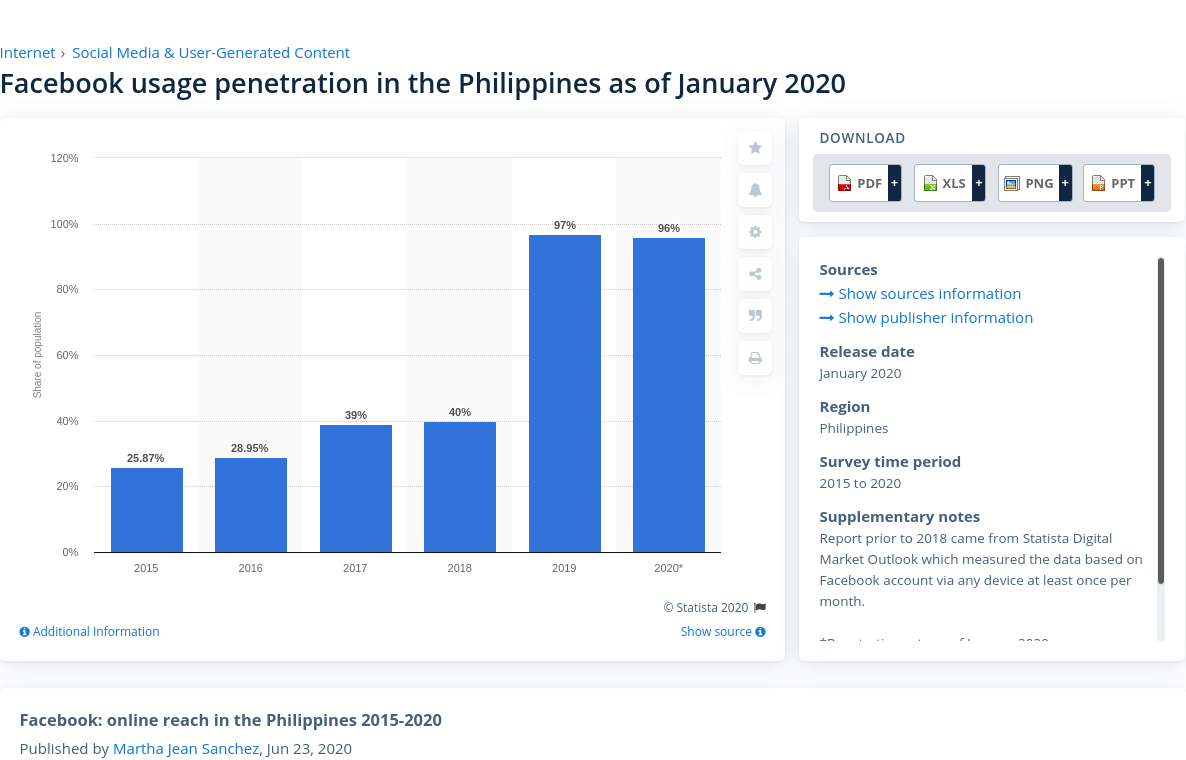 Internet › Social Media & User-Generated Content
Facebook usage penetration in the Philippines as of January 2020
120%
100%
80%
60%
40%
20%
0%
Share of population
25.87%
28.95%
39%
40%
97%
96%
2015
2016
2017
2018
2019
2020*
© Statista 2020
Additional Information
Show source
DOWNLOAD
PDF +
XLS +
PNG +
PPT +
Sources
Show sources information
Show publisher information
Release date
January 2020
Region
Philippines
Survey time period
2015 to 2020
Supplementary notes
Report prior to 2018 came from Statista Digital
Market Outlook which measured the data based on
Facebook account via any device at least once per
month.
Facebook: online reach in the Philippines 2015-2020
Published by Martha Jean Sanchez, Jun 23, 2020